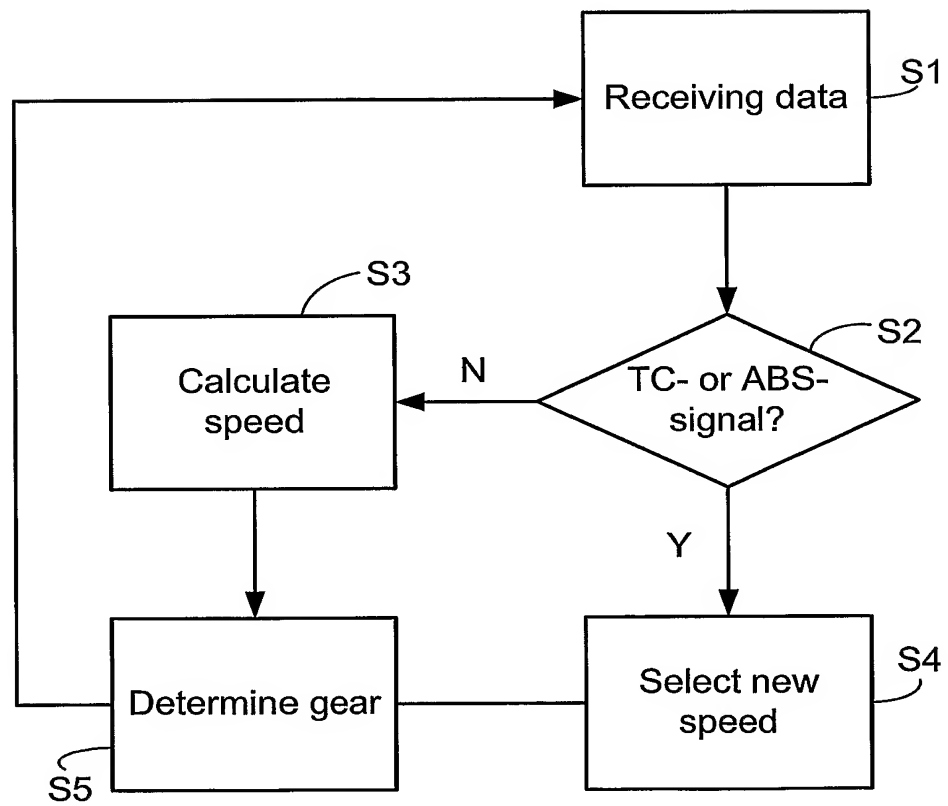 Receiving data
S1
S3
Calculate
speed
N
S2
TC- or ABS-
signal?
Y
Determine gear
S5
Select new
speed
S4